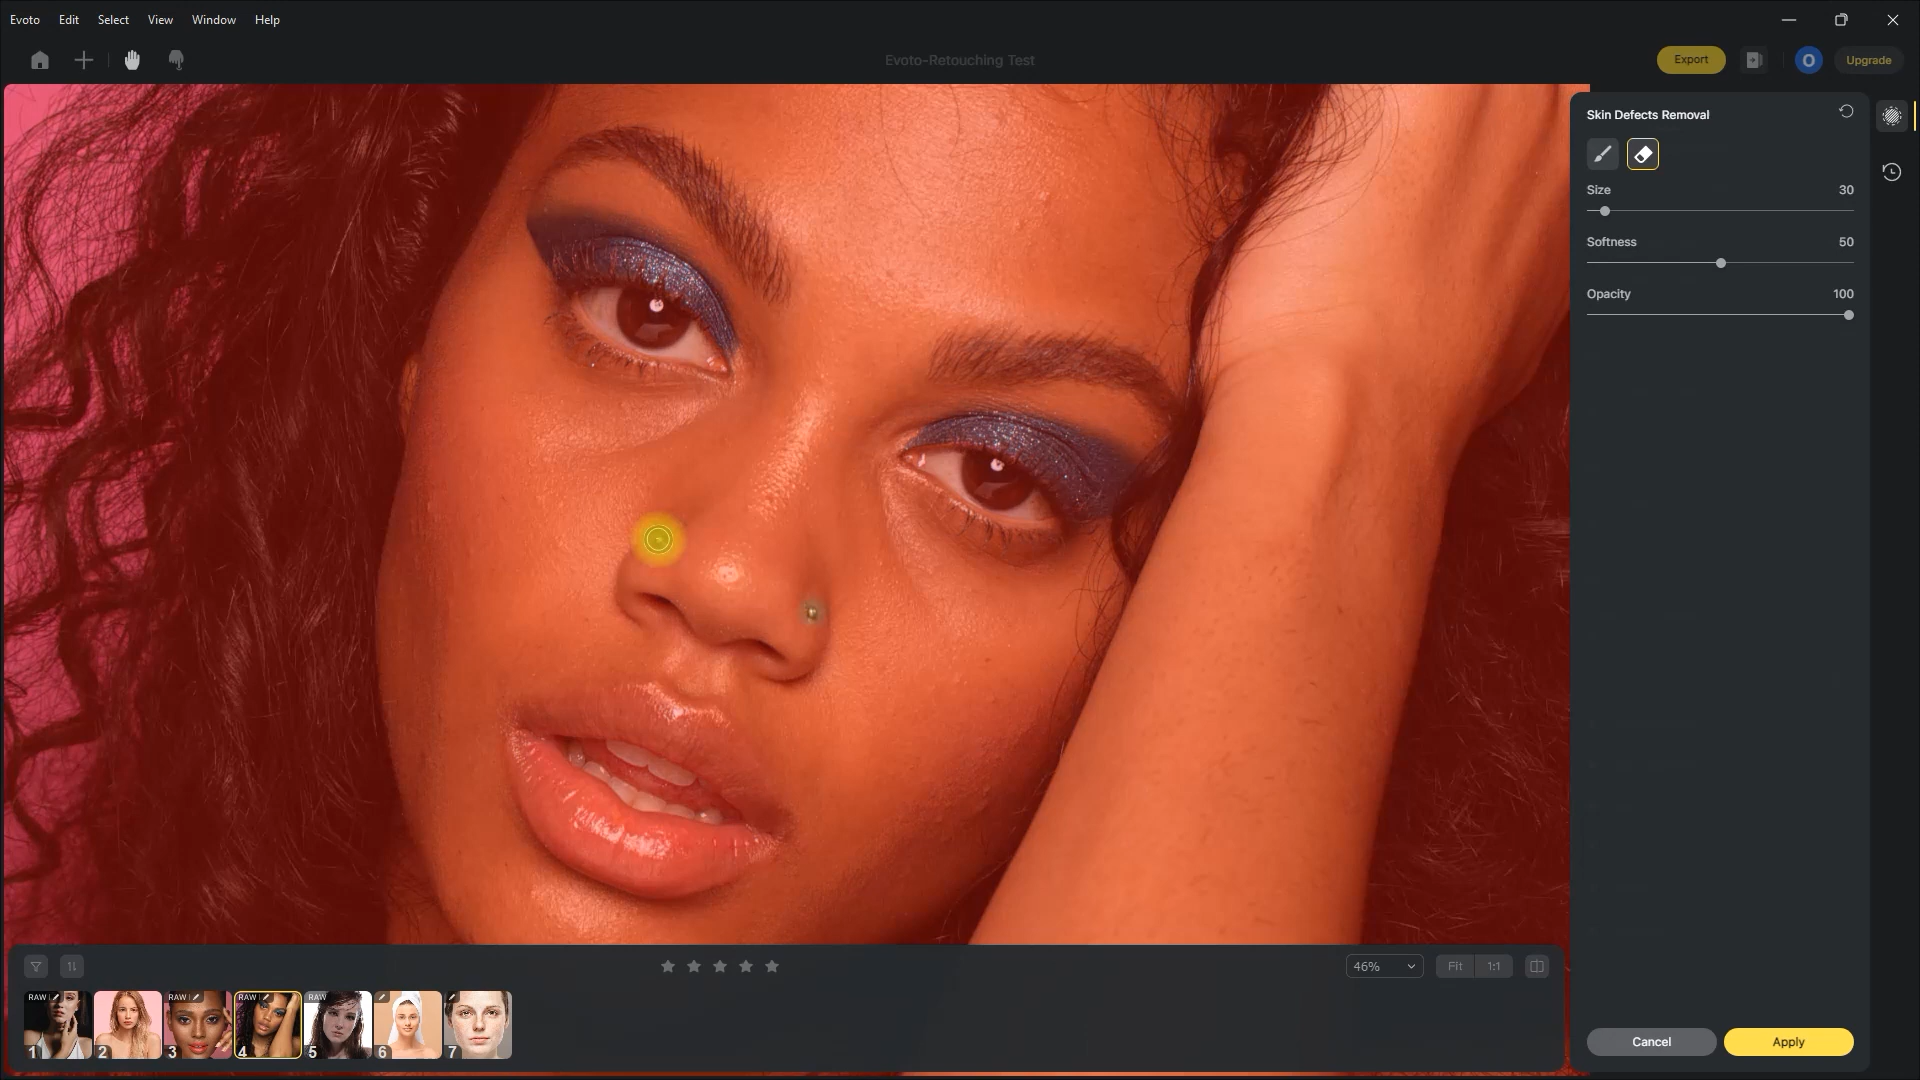 Evoto Edit Select View Window Help
Evoto-Retouching Test
Export
O
Upgrade
Skin Defects Removal
Size 30
Softness 50
Opacity 100
46%
Fit
1:1
RAW
RAW
RAW
RAW
1 2 3 4 5 6 7
Cancel
Apply